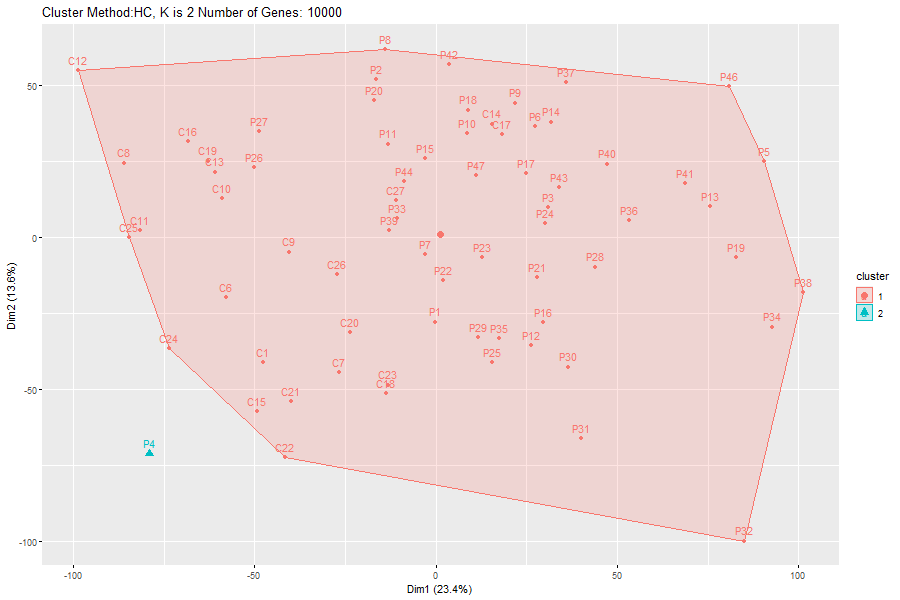 Cluster Method:HC, K is 2 Number of Genes: 10000
P8
C12
P42
P2
P37
P46
P20
P18
P9
C14
P6
P14
C16
P27
P10
C17
P11
C19
P15
P5
C8
C13
P26
P40
P44
P47
P17
P41
C10
C27
P43
P13
P33
P3
C11
P39
P24
P36
C25
C9
P7
P23
P19
C26
P22
P21
P28
C6
P38
C20
P1
P29
P35
P16
P34
C24
P12
C1
C7
P25
P30
C23
C18
C21
C15
P31
P4
C22
P32
50
0
-50
-100
-100
-50
0
50
100
Dim1 (23.4%)
Dim2 (13.6%)
cluster
1
2